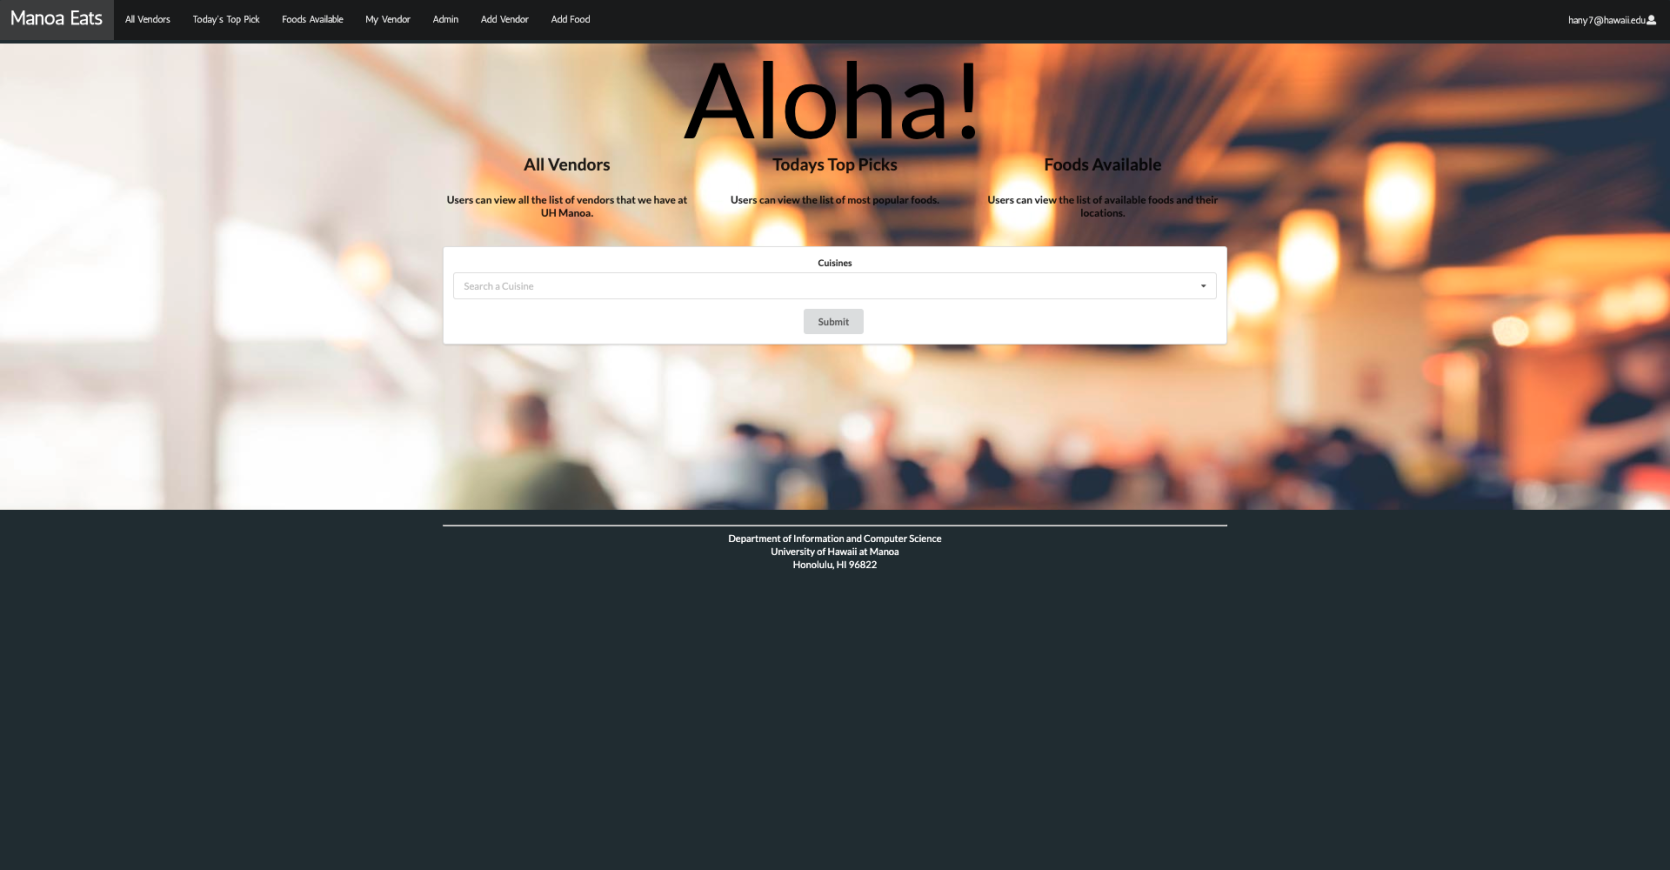 Manoa Eats
All Vendors
Today's Top Pick
Foods Available
My Vendor
Admin
Add Vendor
Add Food
hany7@hawaii.edu
Aloha!
All Vendors
Users can view all the list of vendors that we have at
UH Manoa.
Todays Top Picks
Users can view the list of most popular foods.
Foods Available
Users can view the list of available foods and their
locations.
Cuisines
Search a Cuisine
Submit
Department of Information and Computer Science
University of Hawaii at Manoa
Honolulu, HI 96822